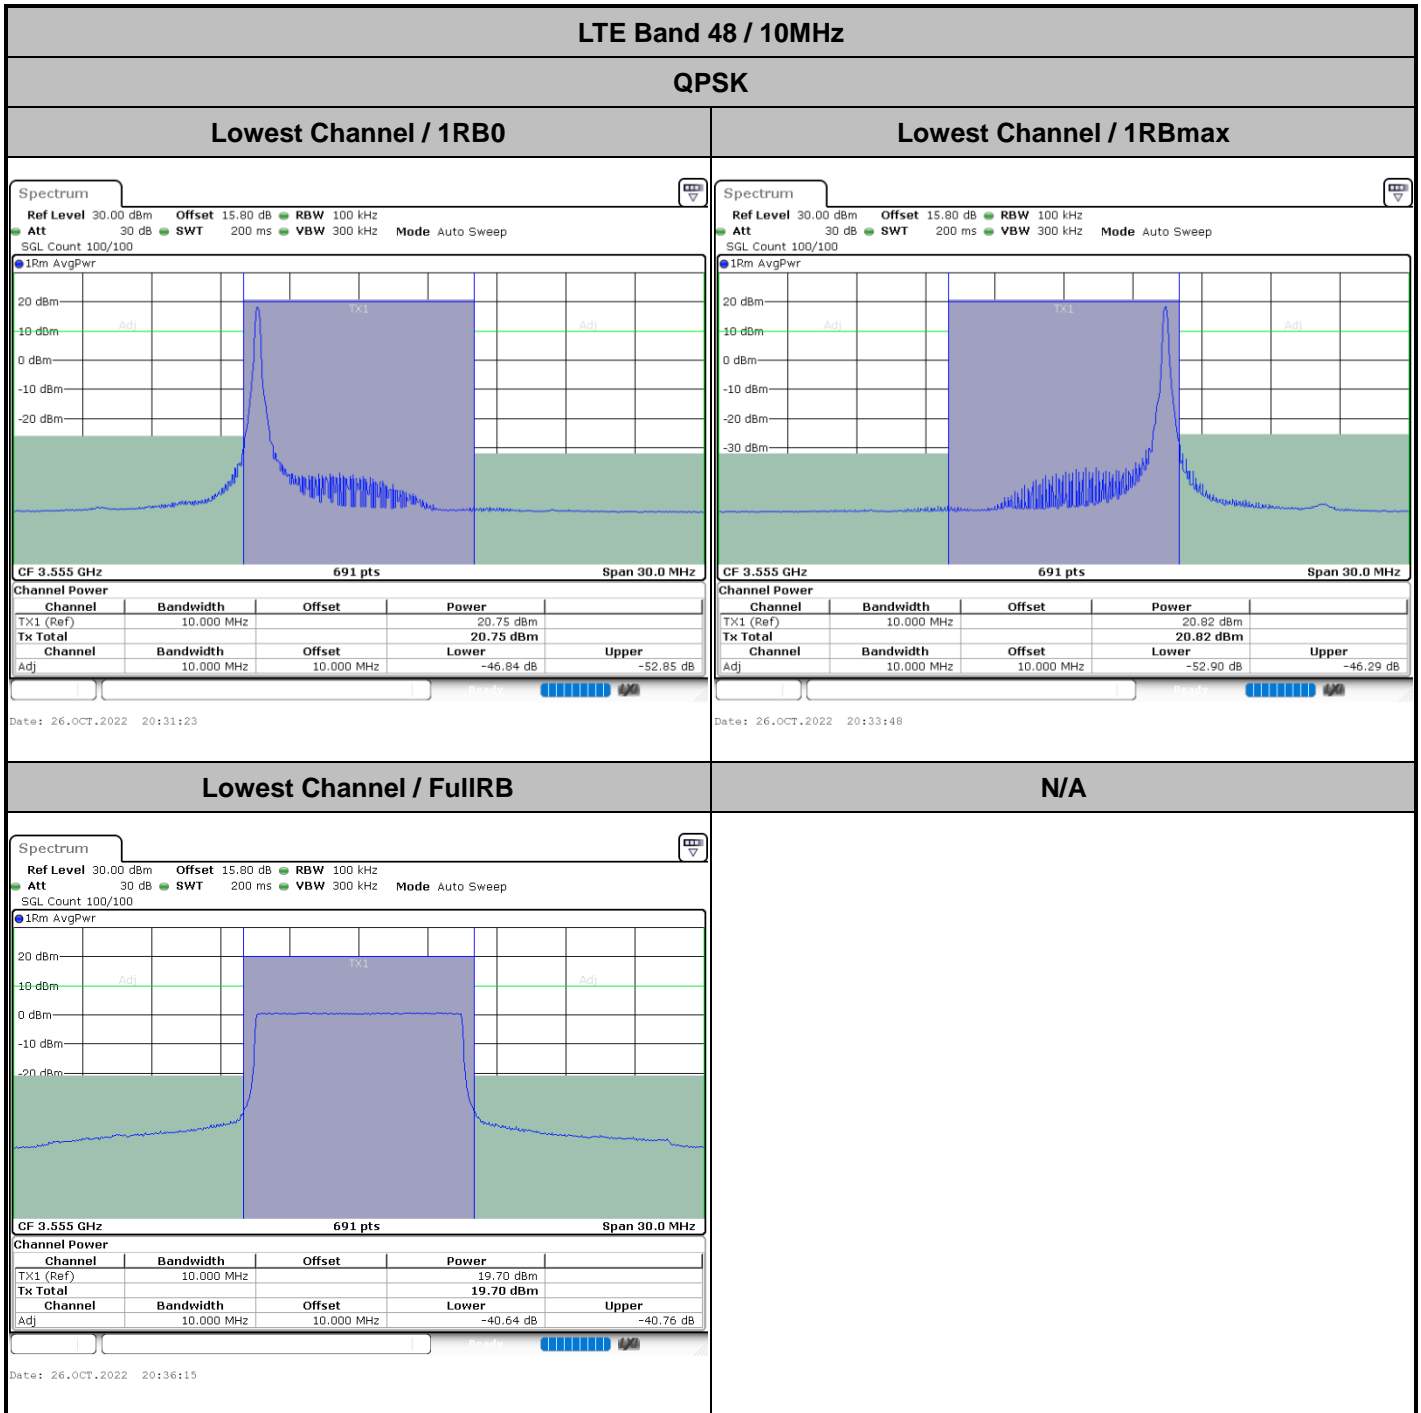 LTE Band 48 / 10MHz
QPSK
Lowest Channel / 1RB0
Lowest Channel / 1RBmax
Spectrum
Ref Level 30.00 dBm Offset 15.80 dB RBW 100 kHz
Att 30 dB SWT 200 ms VBW 300 kHz Mode Auto Sweep
SGL Count 100/100
1Rm AvgPwr
TX1
20 dBm
Adj
Adj
10 dBm
0 dBm
-10 dBm
-20 dBm
CF 3.555 GHz 691 pts Span 30.0 MHz
Channel Power
Channel Bandwidth Offset Power
TX1 (Ref) 10.000 MHz 20.75 dBm
Tx Total 20.75 dBm
Channel Bandwidth Offset Lower Upper
Adj 10.000 MHz 10.000 MHz -46.84 dB -52.85 dB
Ready
Date: 26.OCT.2022 20:31:23
Spectrum
Ref Level 30.00 dBm Offset 15.80 dB RBW 100 kHz
Att 30 dB SWT 200 ms VBW 300 kHz Mode Auto Sweep
SGL Count 100/100
1Rm AvgPwr
20 dBm
TX1
Adj
Adj
10 dBm
0 dBm
-10 dBm
-20 dBm
-30 dBm
CF 3.555 GHz 691 pts Span 30.0 MHz
Channel Power
Channel Bandwidth Offset Power
TX1 (Ref) 10.000 MHz 20.82 dBm
Tx Total 20.82 dBm
Channel Bandwidth Offset Lower Upper
Adj 10.000 MHz 10.000 MHz -52.90 dB -46.29 dB
Ready
Date: 26.OCT.2022 20:33:48
Lowest Channel / FullRB
N/A
Spectrum
Ref Level 30.00 dBm Offset 15.80 dB RBW 100 kHz
Att 30 dB SWT 200 ms VBW 300 kHz Mode Auto Sweep
SGL Count 100/100
1Rm AvgPwr
20 dBm
TX1
Adj
Adj
10 dBm
0 dBm
-10 dBm
-20 dBm
CF 3.555 GHz 691 pts Span 30.0 MHz
Channel Power
Channel Bandwidth Offset Power
TX1 (Ref) 10.000 MHz 19.70 dBm
Tx Total 19.70 dBm
Channel Bandwidth Offset Lower Upper
Adj 10.000 MHz 10.000 MHz -40.64 dB -40.76 dB
Ready
Date: 26.OCT.2022 20:36:15